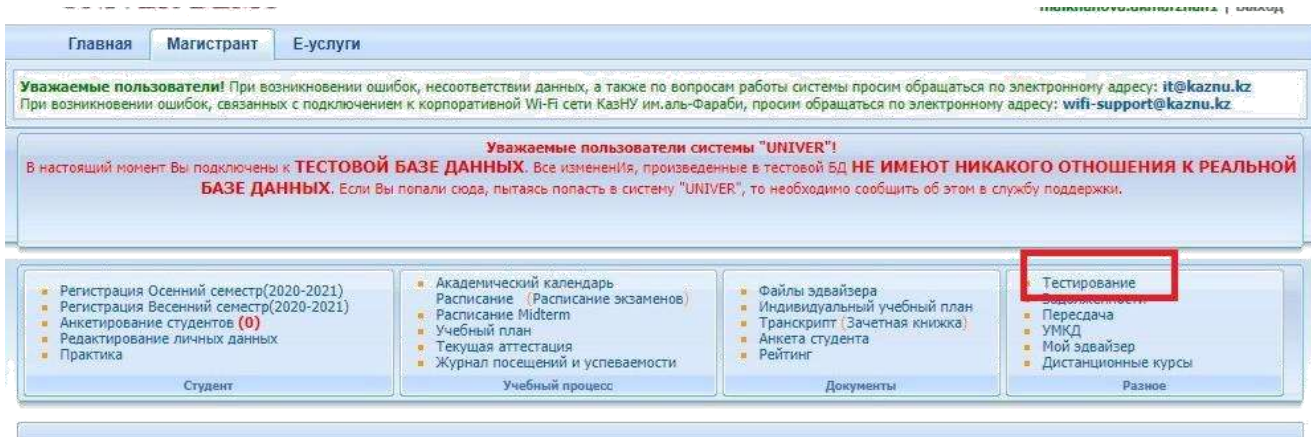 Главная Магистрант Е-услуги
Уважаемые пользователи! При возникновении ошибок, несоответствии данных, а также по вопросам работы системы просим обращаться по электронному адресу: it@kaznu.kz
При возникновении ошибок, связанных с подключением к корпоративной Wi-Fi сети КазНУ им.аль-Фараби, просим обращаться по электронному адресу: wifi-support@kaznu.kz
Уважаемые пользователи системы "UNIVER"!
В настоящий момент Вы подключены к ТЕСТОВОЙ БАЗЕ ДАННЫХ. Все изменениЯ, произведенные в тестовой БД НЕ ИМЕЮТ НИКАКОГО ОТНОШЕНИЯ К РЕАЛЬНОЙ
БАЗЕ ДАННЫХ. Если Вы попали сюда, пытаясь попасть в систему "UNIVER", то необходимо сообщить об этом в службу поддержки.
Регистрация Осенний семестр(2020-2021)
Регистрация Весенний семестр(2020-2021)
Анкетирование студентов (0)
Редактирование личных данных
Практика
Студент
Академический календарь
Расписание (Расписание экзаменов)
Расписание Midterm
Учебный план
Текущая аттестация
Журнал посещений и успеваемости
Учебный процесс
Файлы эдвайзера
Индивидуальный учебный план
Транскрипт (Зачетная книжка)
Анкета студента
Рейтинг
Документы
Тестирование
Задолженности
Пересдача
УМКД
Мой эдвайзер
Дистанционные курсы
Разное